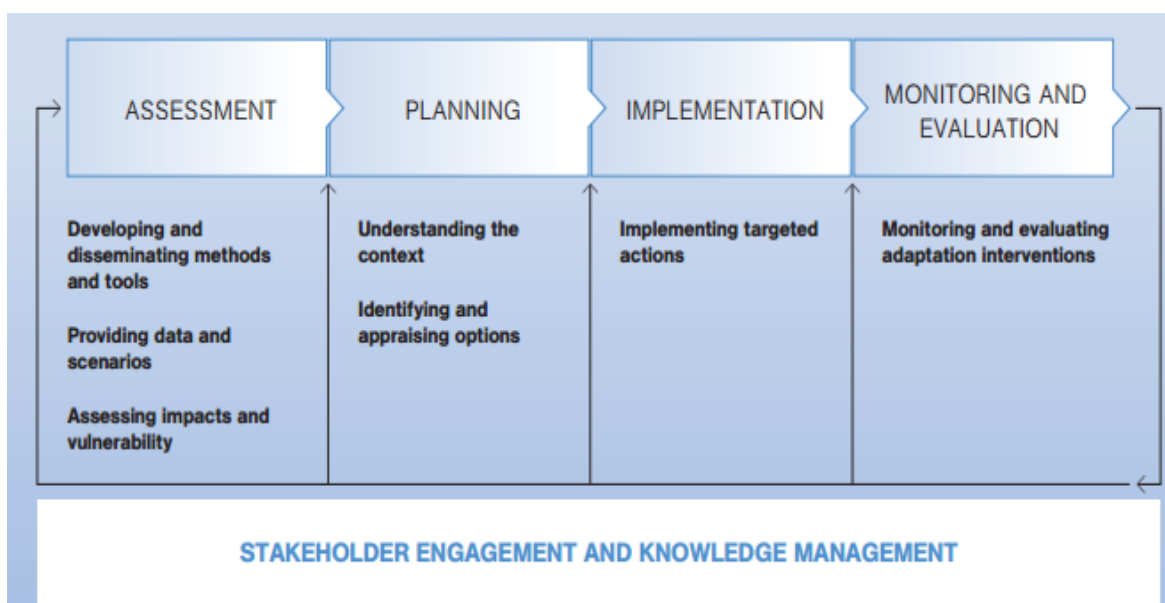 ASSESSMENT
PLANNING
IMPLEMENTATION
MONITORING AND
EVALUATION
Developing and
disseminating methods
and tools
Providing data and
scenarios
Assessing impacts and
vulnerability
Understanding the
context
Identifying and
appraising options
Implementing targeted
actions
Monitoring and evaluating
adaptation interventions
STAKEHOLDER ENGAGEMENT AND KNOWLEDGE MANAGEMENT